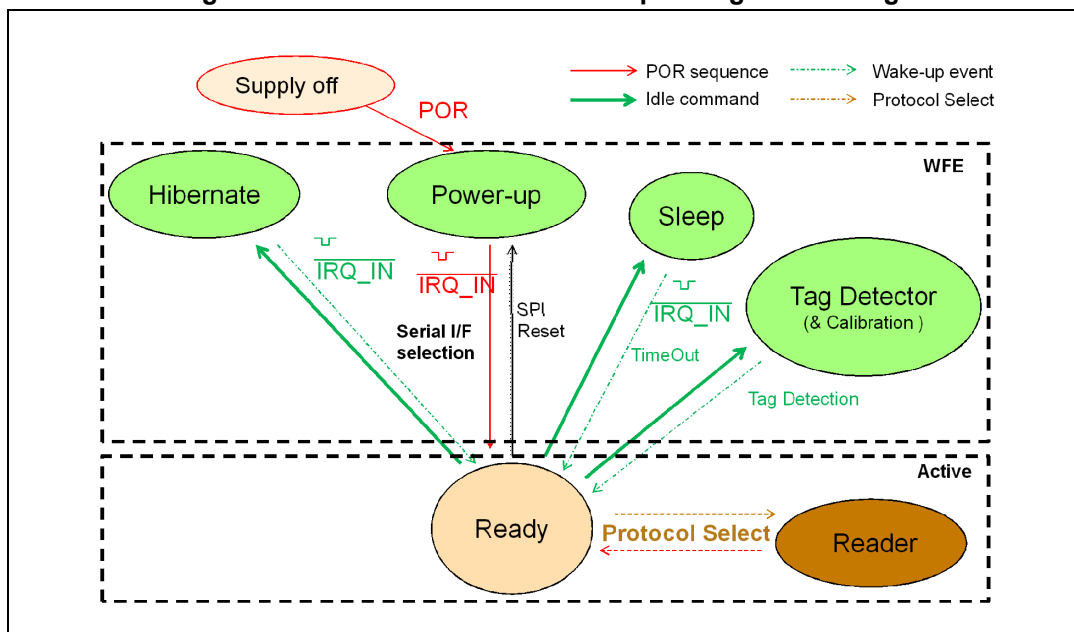 Supply off
POR
POR sequence
Idle command
Wake-up event
Protocol Select
WFE
Hibernate
Power-up
Sleep
Tag Detector
(& Calibration )
IRQ_IN
IRQ_IN
IRQ_IN
Serial I/F
selection
SPI
Reset
TimeOut
Tag Detection
Active
Ready
Protocol Select
Reader